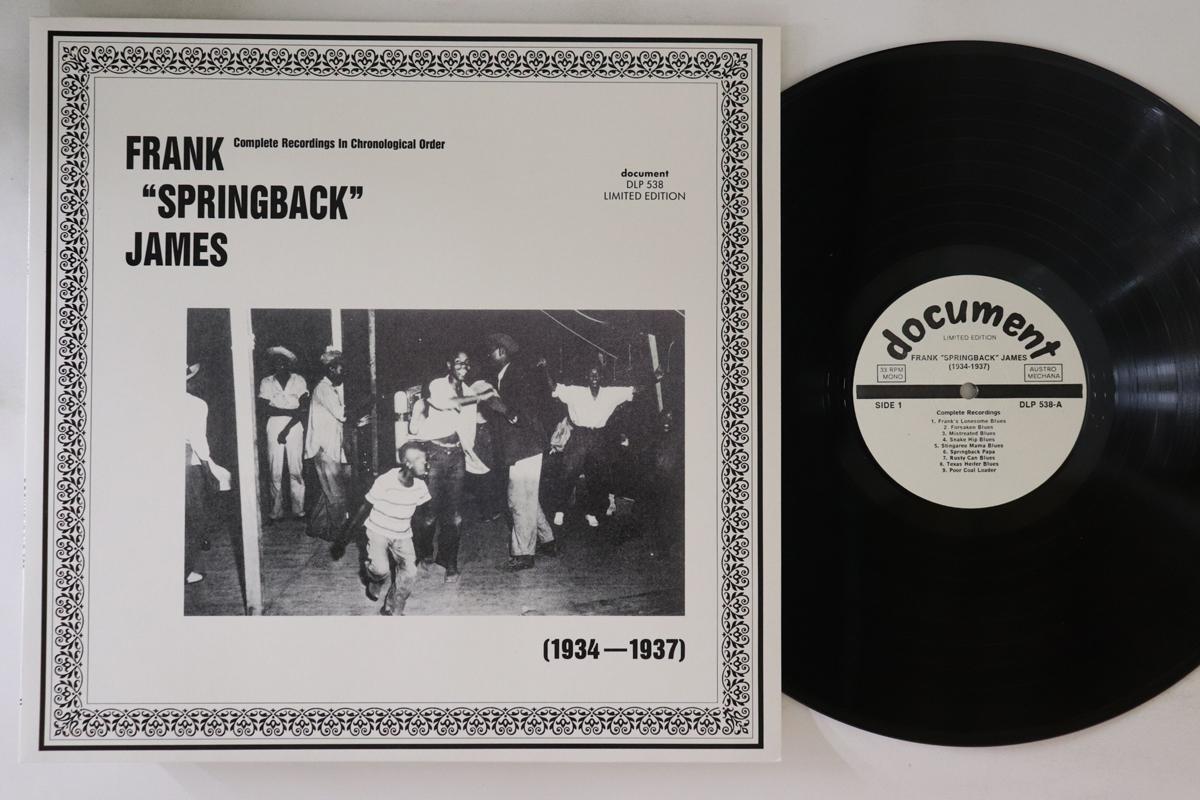 FRANK Complete Recordings In Chronological Order
“SPRINGBACK”
JAMES
document
DLP 538
LIMITED EDITION
(1934—1937)
document
LIMITED EDITION
FRANK "SPRINGBACK" JAMES
(1934-1937)
33 RPM
MONO
AUSTRO
MECHANA
SIDE 1
DLP 538-A
Complete Recordings
1. Frank's Lonesome Blues
2. Forsaken Blues
3. Mistreated Blues
4. Snake Hip Blues
5. Stingaree Mama Blues
6. Springback Papa
7. Rusty Can Blues
8. Texas Heifer Blues
9. Poor Coal Loader